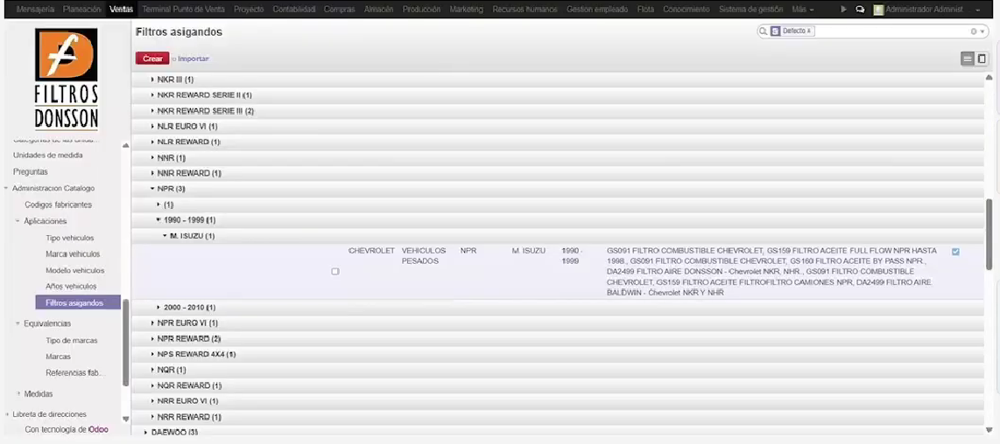 Mensajería Planeación Ventas Terminal Punto de Venta Proyecto Contabilidad Compras Almacén Producción Marketing Recursos humanos Gestion empleado Flota Conocimiento Sistema de gestión Más Administrador Administ.
Filtros asigandos
Defecto x
Crear o Importar
FILTROS
DONSSON
Unidades de medida
Preguntas
Administracion Catalogo
Codigos fabricantes
Aplicaciones
Tipo vehiculos
Marca vehiculos
Modelo vehiculos
Años vehiculos
Filtros asigandos
Equivalencias
Tipo de marcas
Marcas
Referencias fab...
Medidas
Libreta de direcciones
Con tecnología de Odoo
NKR III (1)
NKR REWARD SERIE II (1)
NKR REWARD SERIE III (2)
NLR EURO VI (1)
NLR REWARD (1)
NNR (1)
NNR REWARD (1)
NPR (3)
(1)
1990 - 1999 (1)
M. ISUZU (1)
CHEVROLET VEHICULOS PESADOS NPR M. ISUZU 1990 - 1999
GS091 FILTRO COMBUSTIBLE CHEVROLET, GS159 FILTRO ACEITE FULL FLOW NPR HASTA
1998., GS091 FILTRO COMBUSTIBLE CHEVROLET, GS160 FILTRO ACEITE BY PASS NPR.,
DA2499 FILTRO AIRE DONSSON - Chevrolet NKR, NHR., GS091 FILTRO COMBUSTIBLE
CHEVROLET, GS159 FILTRO ACEITE FILTROFILTRO CAMIONES NPR, DA2499 FILTRO AIRE
BALDWIN - Chevrolet NKR Y NHR
2000 - 2010 (1)
NPR EURO VI (1)
NPR REWARD (2)
NPS REWARD 4X4 (1)
NQR (1)
NQR REWARD (1)
NRR EURO VI (1)
NRR REWARD (1)
DAEWOO (3)